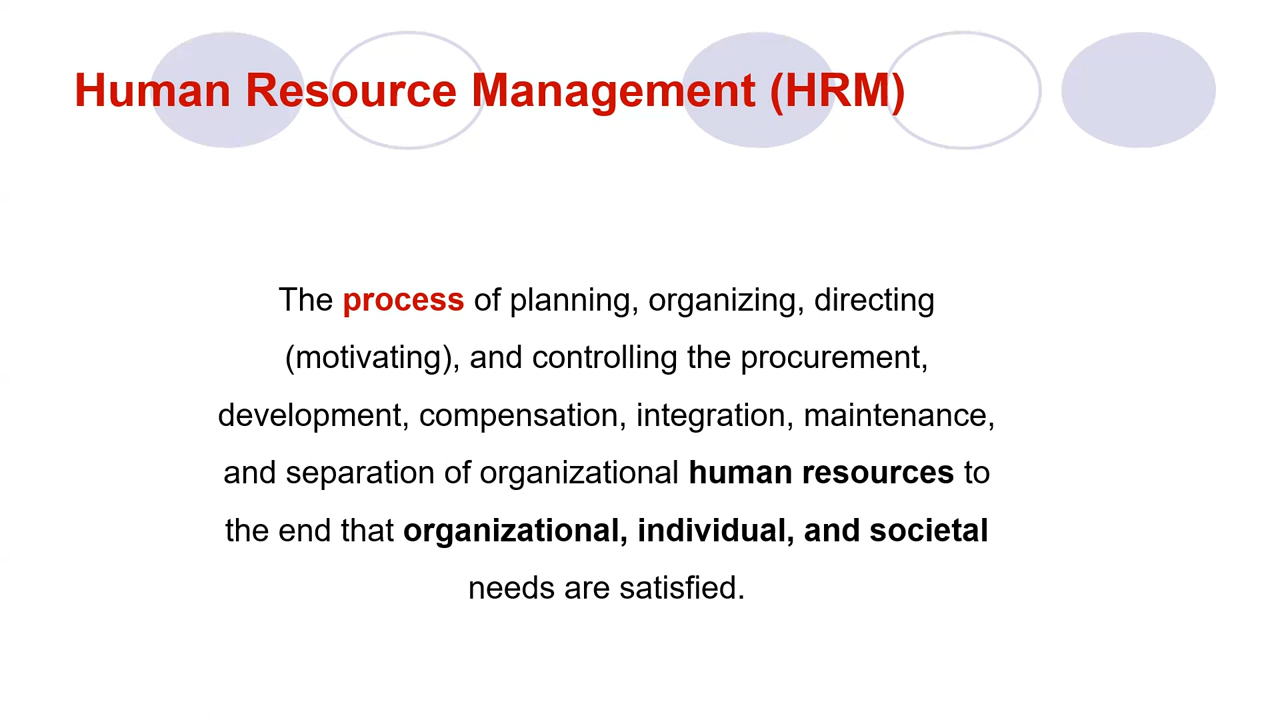 Human Resource Management (HRM)
The process of planning, organizing, directing
(motivating), and controlling the procurement,
development, compensation, integration, maintenance,
and separation of organizational human resources to
the end that organizational, individual, and societal
needs are satisfied.